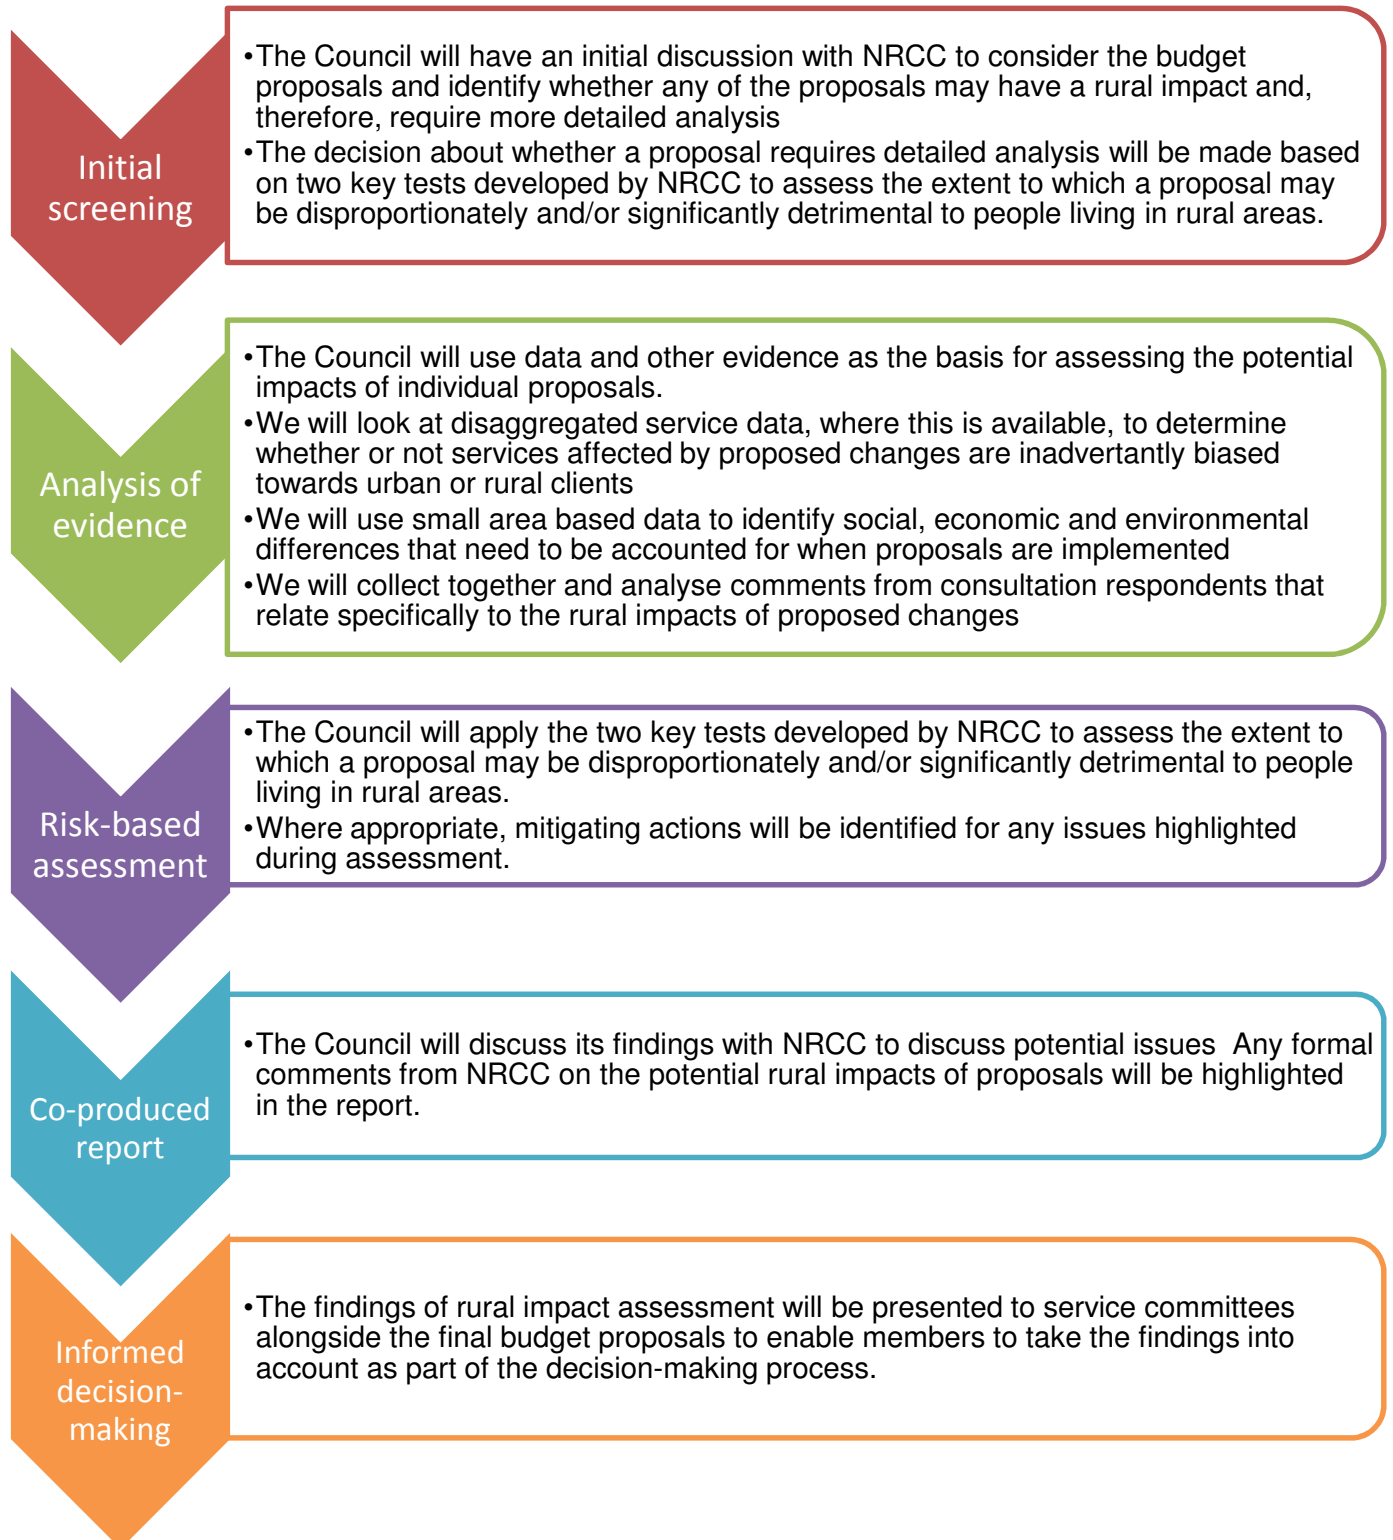 Initial
screening
•The Council will have an initial discussion with NRCC to consider the budget
proposals and identify whether any of the proposals may have a rural impact and,
therefore, require more detailed analysis
•The decision about whether a proposal requires detailed analysis will be made based
on two key tests developed by NRCC to assess the extent to which a proposal may
be disproportionately and/or significantly detrimental to people living in rural areas.
Analysis of
evidence
•The Council will use data and other evidence as the basis for assessing the potential
impacts of individual proposals.
•We will look at disaggregated service data, where this is available, to determine
whether or not services affected by proposed changes are inadvertantly biased
towards urban or rural clients
•We will use small area based data to identify social, economic and environmental
differences that need to be accounted for when proposals are implemented
•We will collect together and analyse comments from consultation respondents that
relate specifically to the rural impacts of proposed changes
Risk-based
assessment
•The Council will apply the two key tests developed by NRCC to assess the extent to
which a proposal may be disproportionately and/or significantly detrimental to people
living in rural areas.
•Where appropriate, mitigating actions will be identified for any issues highlighted
during assessment.
Co-produced
report
•The Council will discuss its findings with NRCC to discuss potential issues  Any formal
comments from NRCC on the potential rural impacts of proposals will be highlighted
in the report.
Informed
decision-
making
•The findings of rural impact assessment will be presented to service committees
alongside the final budget proposals to enable members to take the findings into
account as part of the decision-making process.